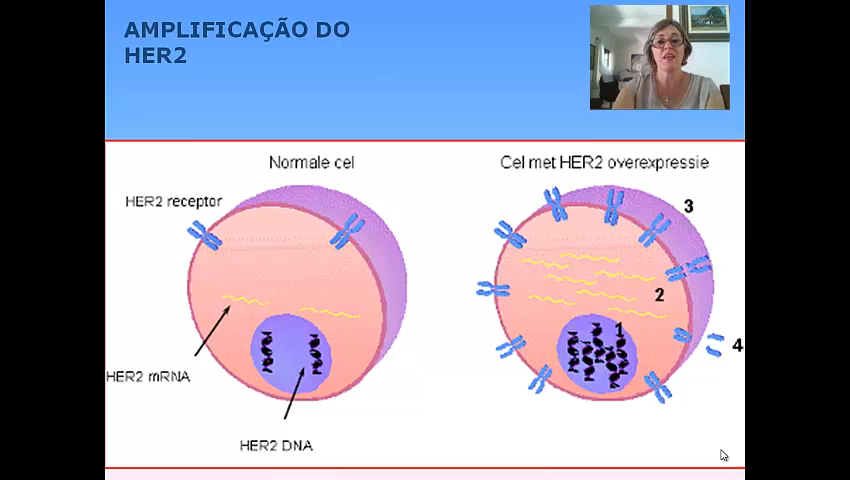 AMPLIFICAÇÃO DO
HER2
Normale cel
Cel met HER2 overexpressie
HER2 receptor
3
2
1
4
HER2 mRNA
HER2 DNA